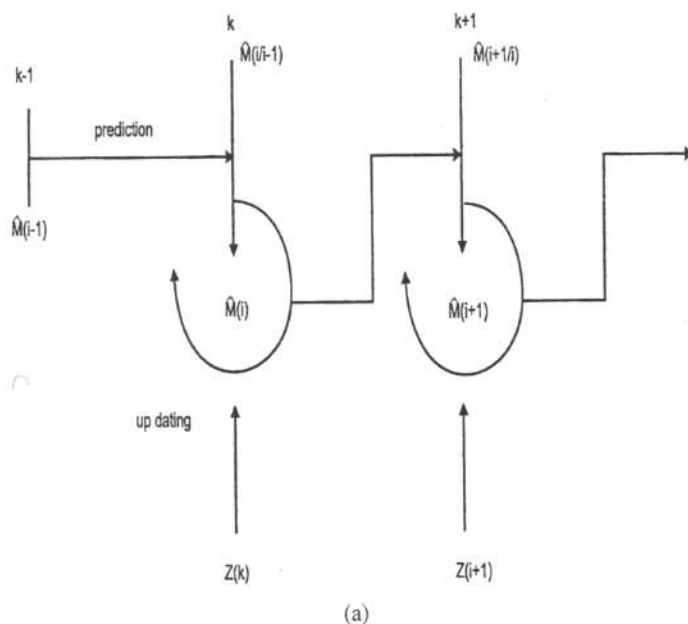 k
k+1
M̂(i/i-1)
M̂(i+1/i)
k-1
prediction
M̂(i-1)
M̂(i)
M̂(i+1)
up dating
Z(k)
Z(i+1)
(a)